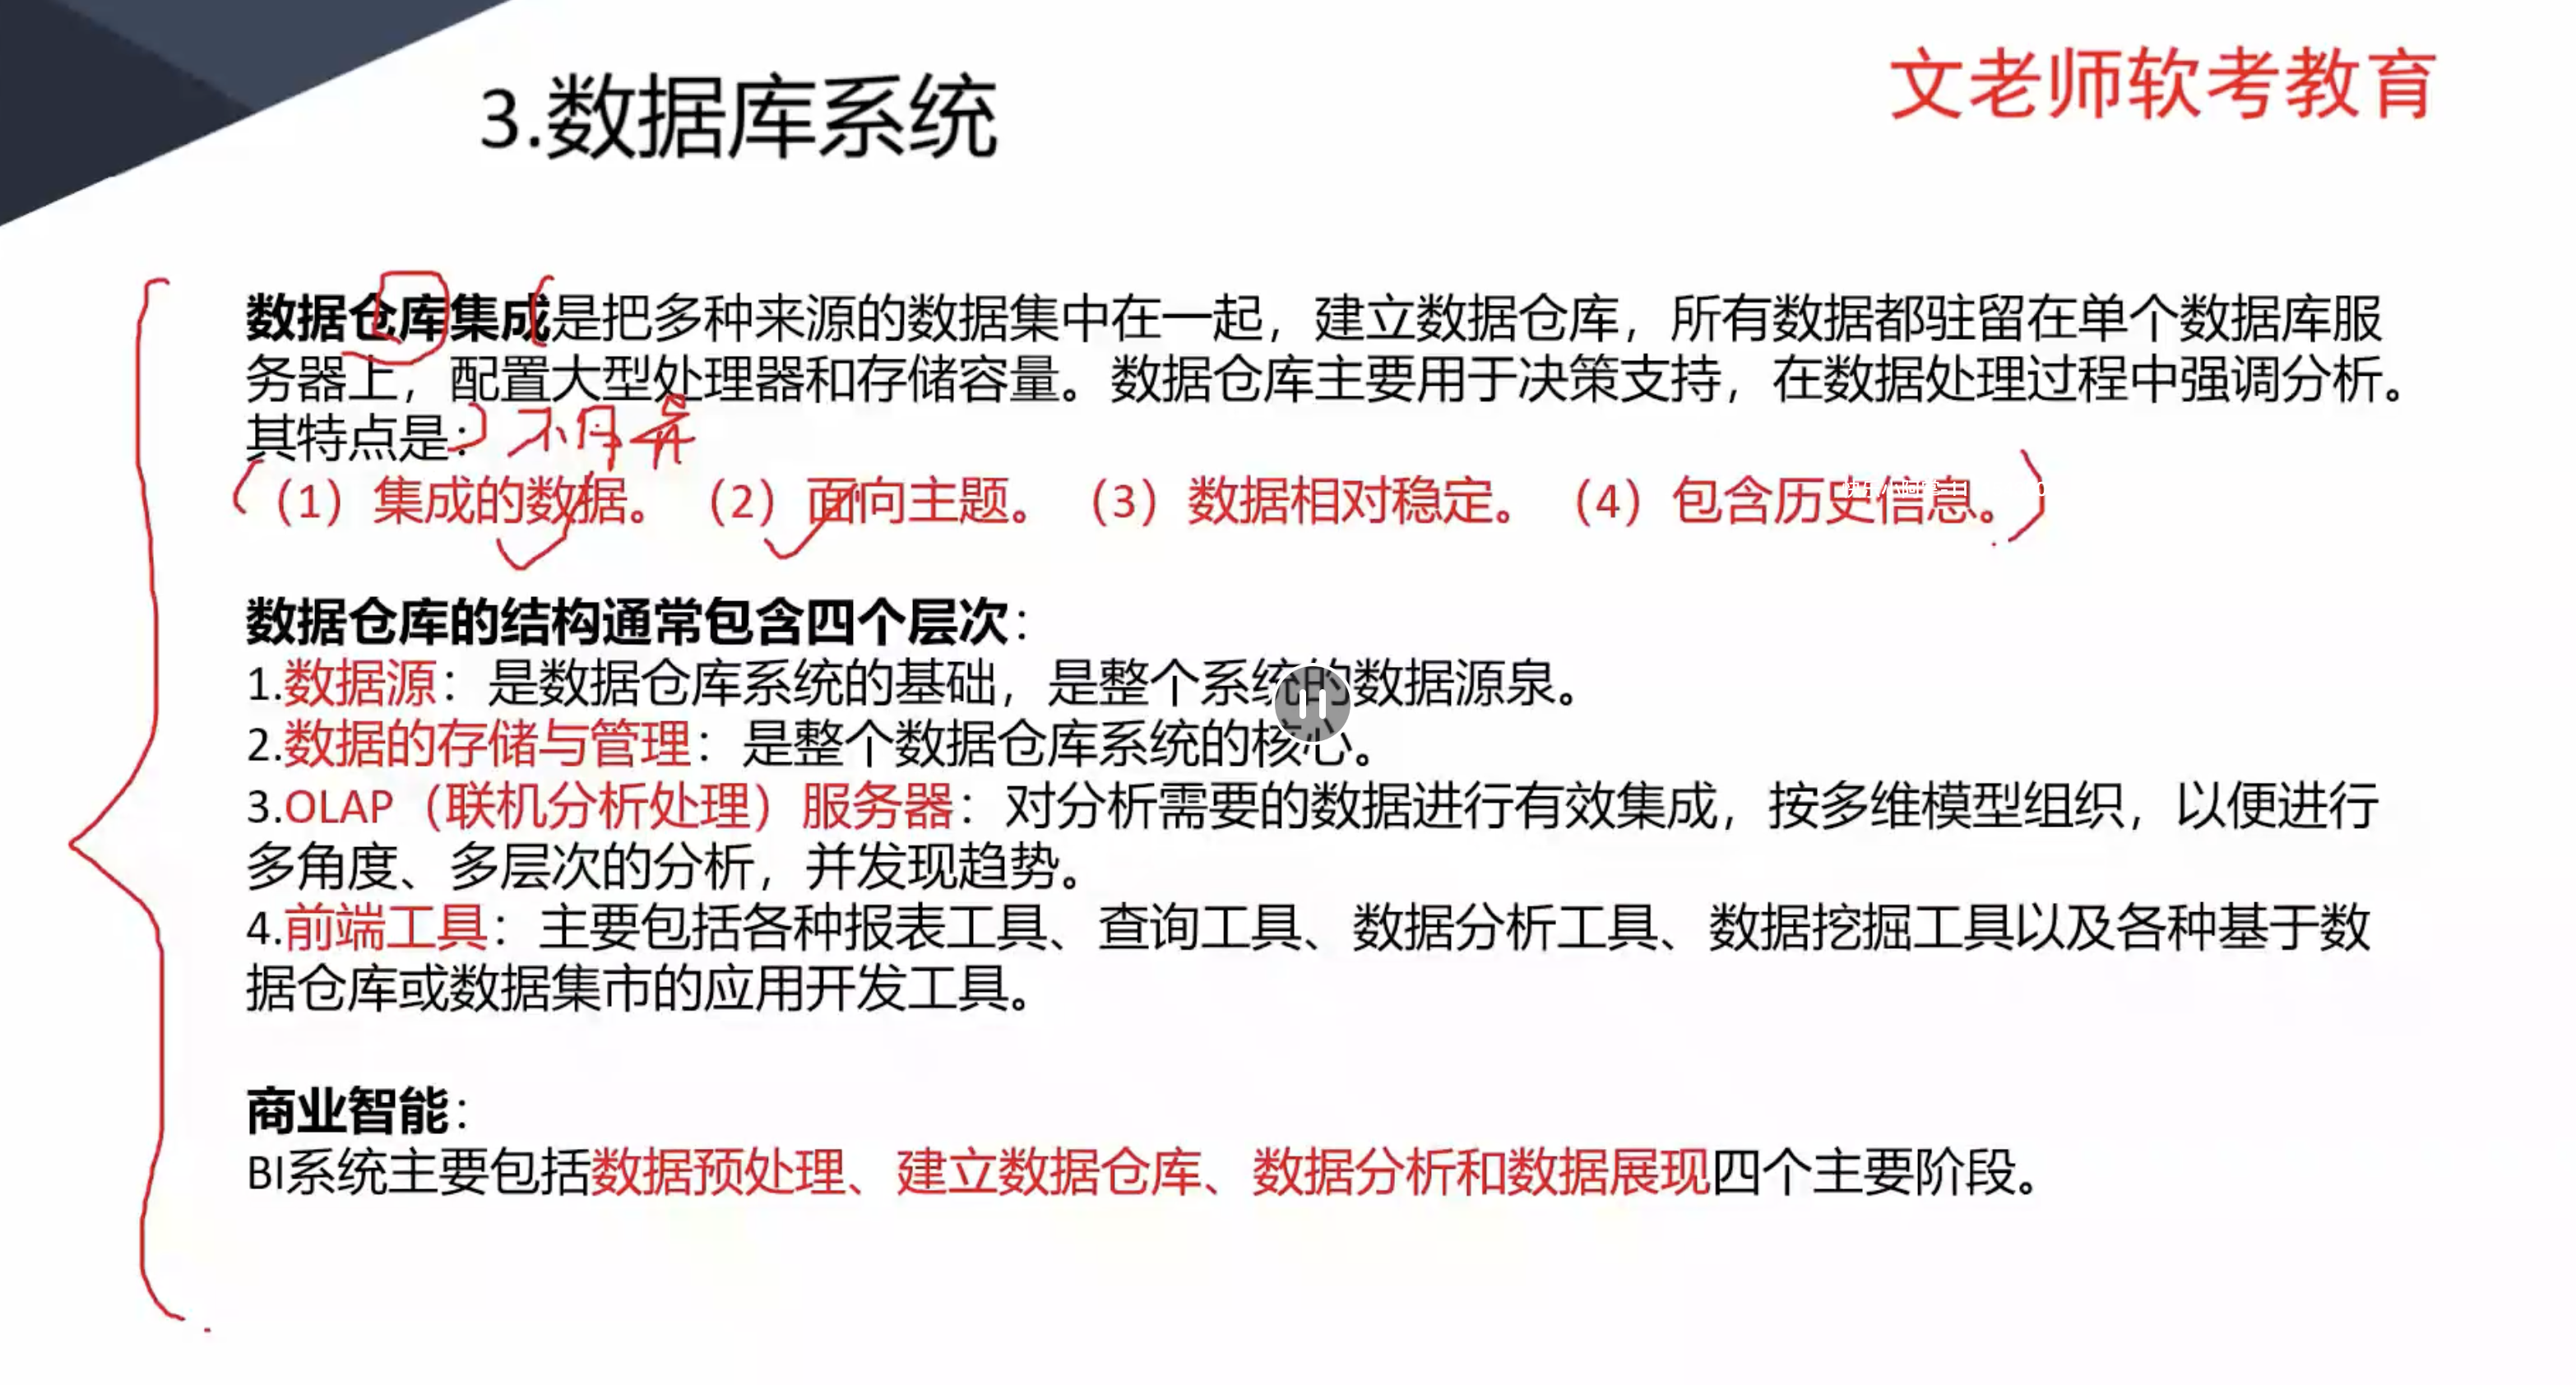 3.数据库系统
文老师软考教育
数据仓库集成是把多种来源的数据集中在一起，建立数据仓库，所有数据都驻留在单个数据库服
务器上，配置大型处理器和存储容量。数据仓库主要用于决策支持，在数据处理过程中强调分析。
其特点是：
（1）集成的数据。（2）面向主题。（3）数据相对稳定。（4）包含历史信息。
数据仓库的结构通常包含四个层次：
1.数据源：是数据仓库系统的基础，是整个系统的数据源泉。
2.数据的存储与管理：是整个数据仓库系统的核心。
3.OLAP（联机分析处理）服务器：对分析需要的数据进行有效集成，按多维模型组织，以便进行
多角度、多层次的分析，并发现趋势。
4.前端工具：主要包括各种报表工具、查询工具、数据分析工具、数据挖掘工具以及各种基于数
据仓库或数据集市的应用开发工具。
商业智能：
BI系统主要包括数据预处理、建立数据仓库、数据分析和数据展现四个主要阶段。